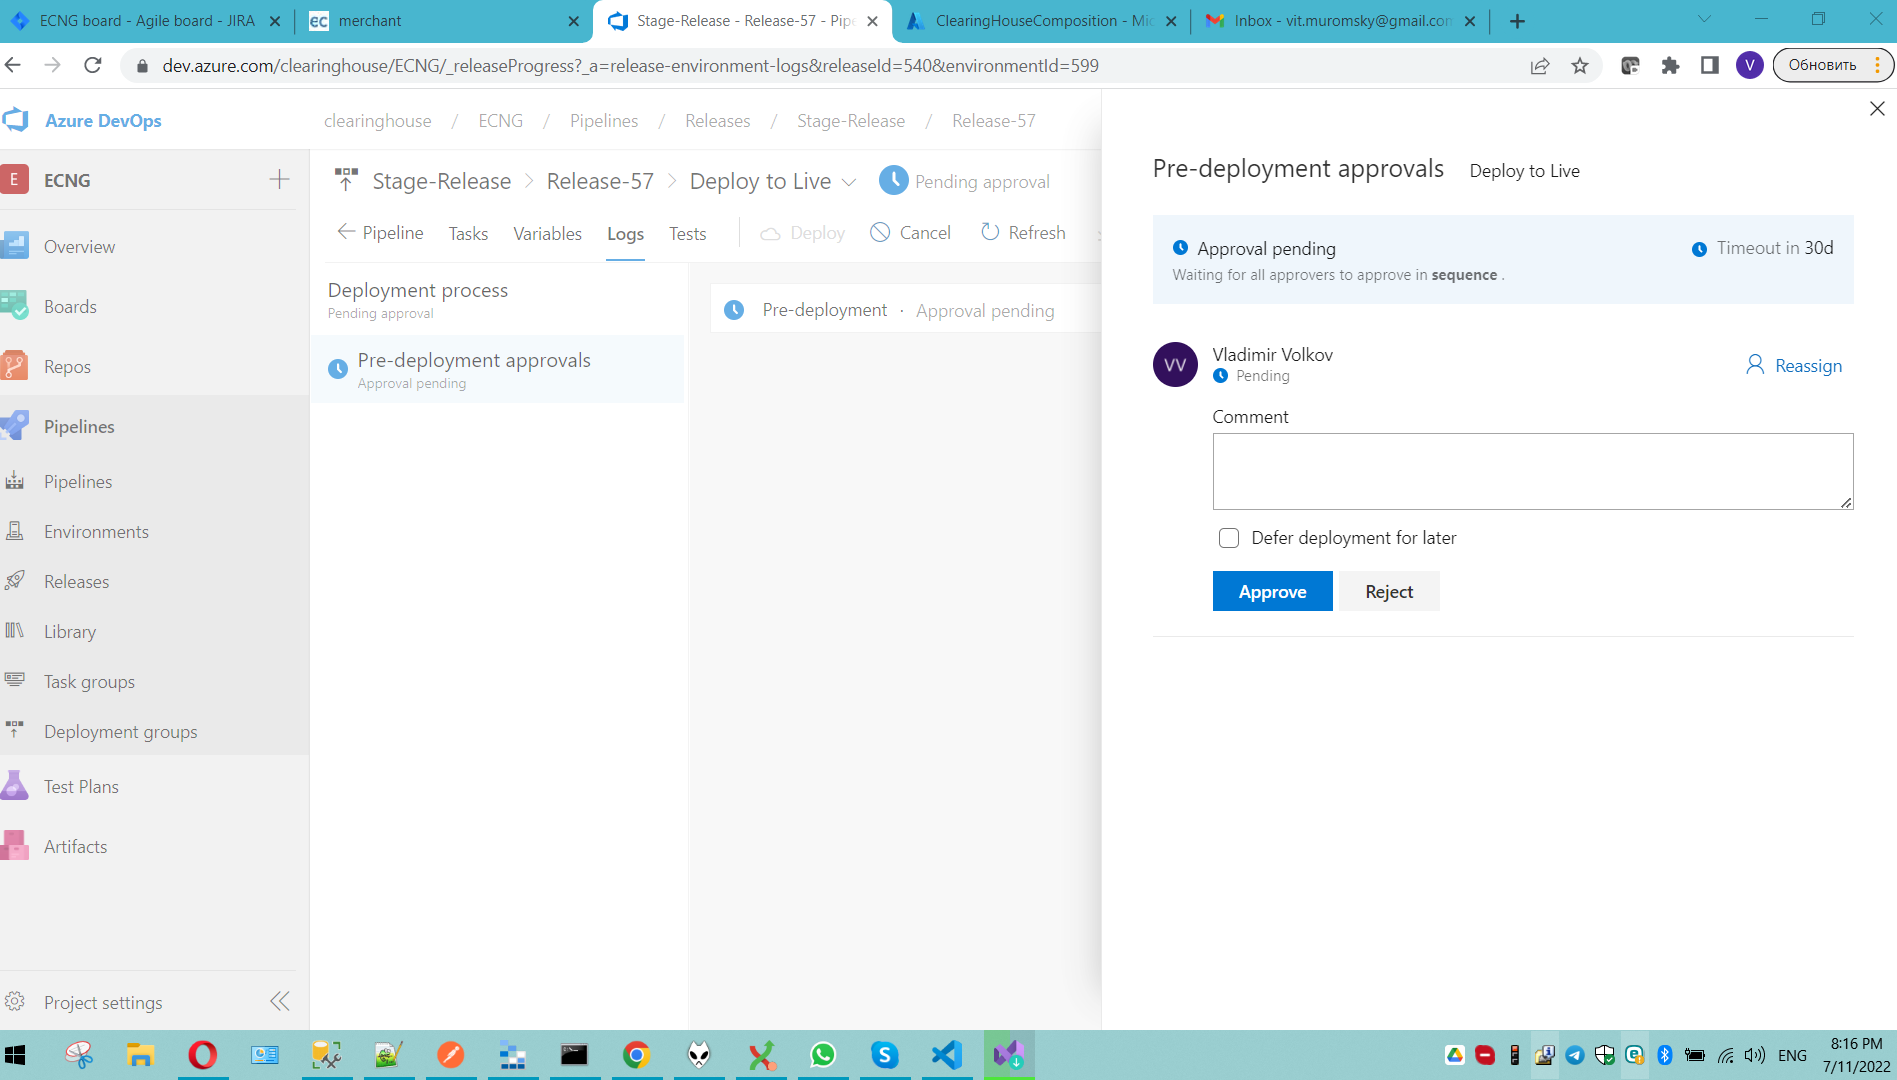 ECNG board - Agile board - JIRA
EC merchant
Stage-Release - Release-57 - Pip
ClearingHouseComposition - Mic
Inbox - vit.muromsky@gmail.com
dev.azure.com/clearinghouse/ECNG/_releaseProgress?_a=release-environment-logs&releaseId=540&environmentId=599
V
Обновить
Azure DevOps
clearinghouse / ECNG / Pipelines / Releases / Stage-Release / Release-57
E ECNG
Overview
Boards
Repos
Pipelines
Pipelines
Environments
Releases
Library
Task groups
Deployment groups
Test Plans
Artifacts
Project settings
Stage-Release > Release-57 > Deploy to Live
Pending approval
Pipeline Tasks Variables Logs Tests Deploy Cancel Refresh
Deployment process
Pending approval
Pre-deployment approvals
Approval pending
Pre-deployment · Approval pending
Pre-deployment approvals Deploy to Live
Approval pending
Timeout in 30d
Waiting for all approvers to approve in sequence .
VV
Vladimir Volkov
Pending
Reassign
Comment
Defer deployment for later
Approve Reject
ENG
8:16 PM
7/11/2022